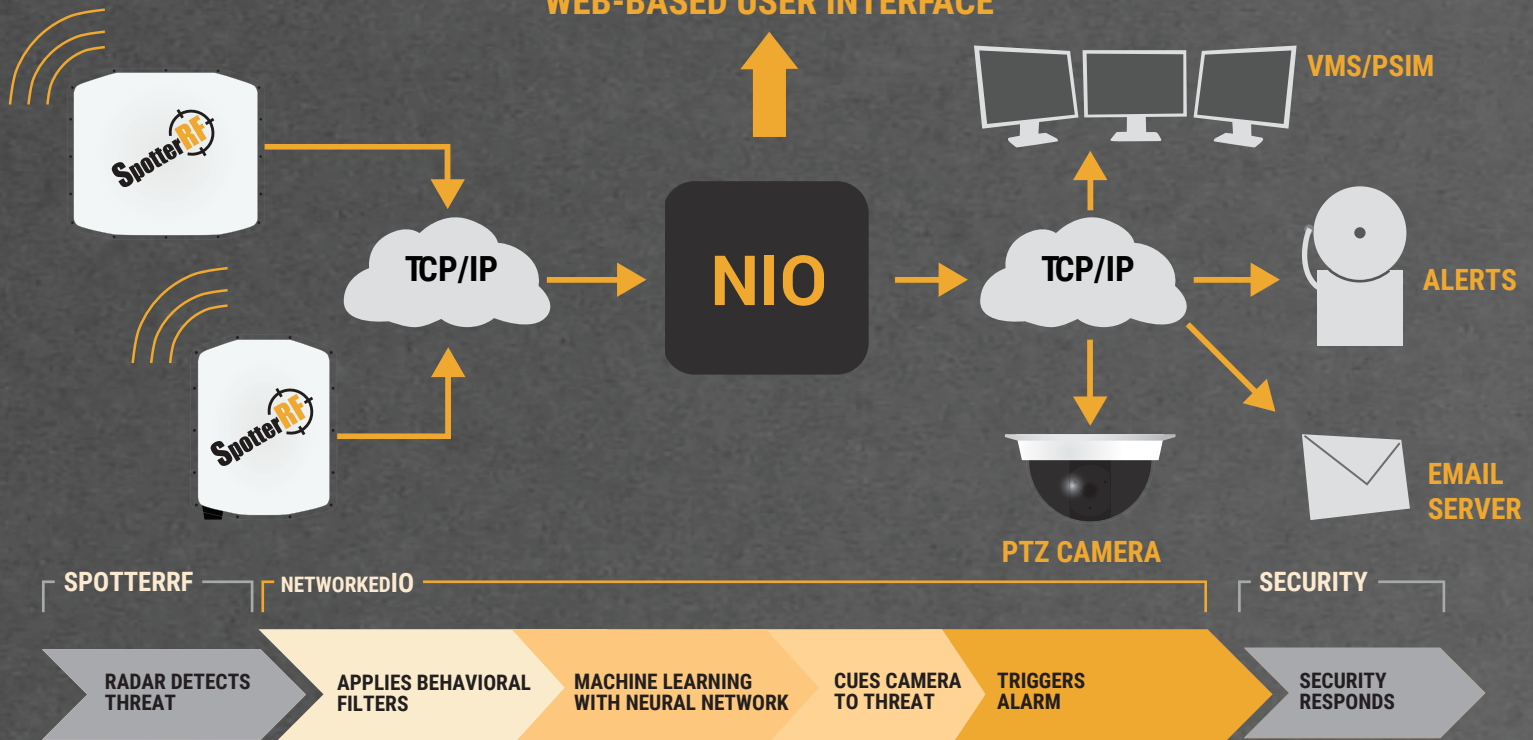 WEB-BASED USER INTERFACE
VMS/PSIM
SpotterRF
TCP/IP
NIO
TCP/IP
ALERTS
SpotterRF
EMAIL
SERVER
PTZ CAMERA
SPOTTERRF
NETWORKEDIO
SECURITY
RADAR DETECTS
THREAT
APPLIES BEHAVIORAL
FILTERS
MACHINE LEARNING
WITH NEURAL NETWORK
CUES CAMERA
TO THREAT
TRIGGERS
ALARM
SECURITY
RESPONDS